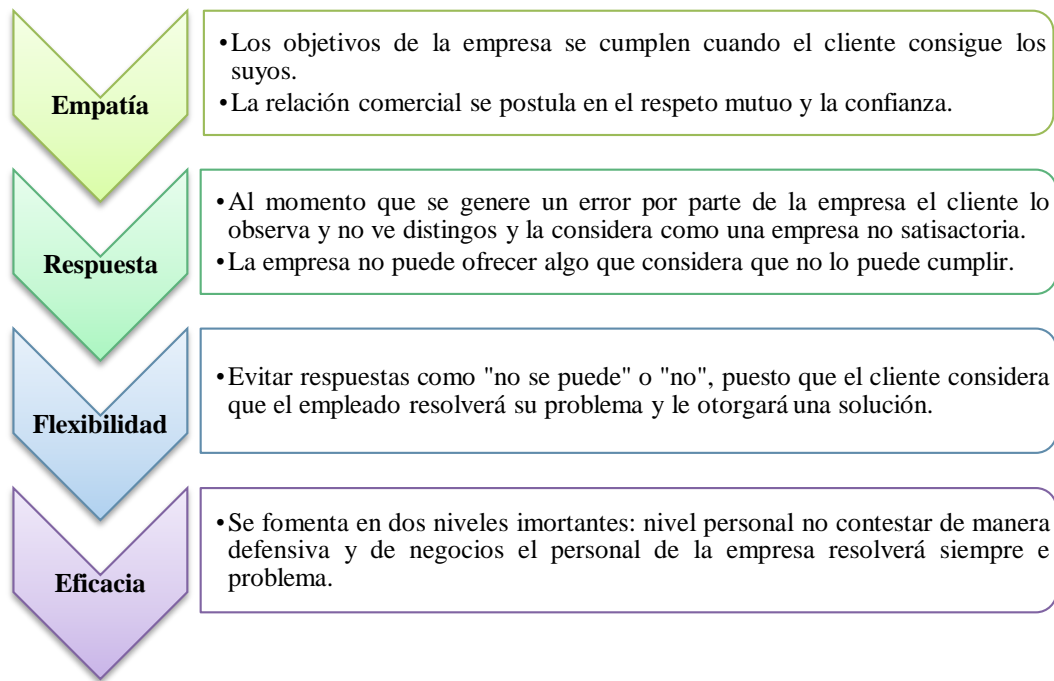 Empatía
•Los objetivos de la empresa se cumplen cuando el cliente consigue los
suyos.
•La relación comercial se postula en el respeto mutuo y la confianza.
Respuesta
•Al momento que se genere un error por parte de la empresa el cliente lo
observa y no ve distingos y la considera como una empresa no satisactoria.
•La empresa no puede ofrecer algo que considera que no lo puede cumplir.
Flexibilidad
•Evitar respuestas como "no se puede" o "no", puesto que el cliente considera
que el empleado resolverá su problema y le otorgará una solución.
Eficacia
•Se fomenta en dos niveles imortantes: nivel personal no contestar de manera
defensiva y de negocios el personal de la empresa resolverá siempre e
problema.